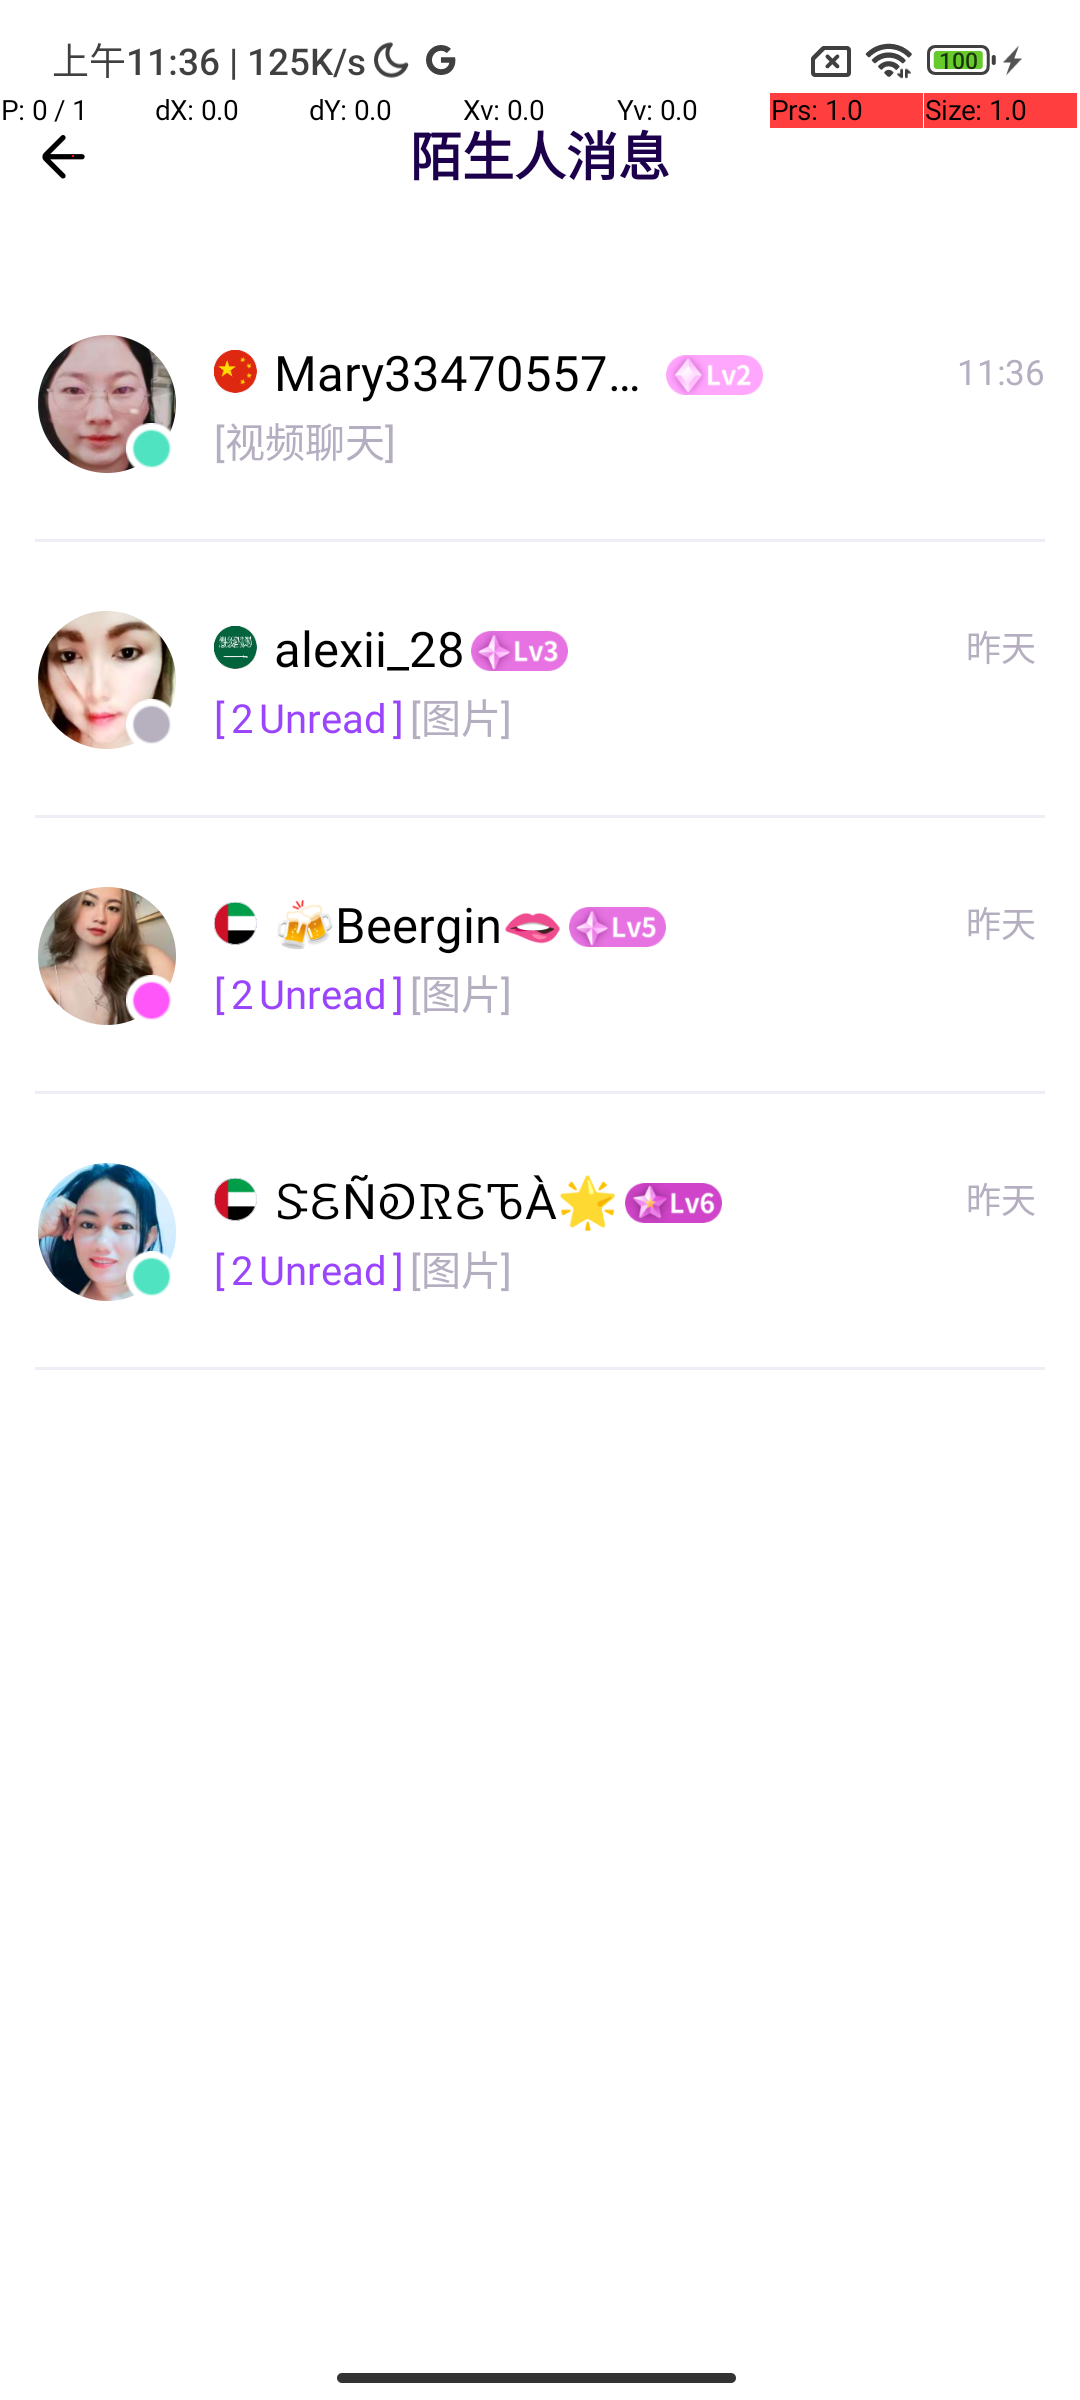 上午11:36 | 125K/s G 100
P: 0 / 1 dX: 0.0 dY: 0.0 Xv: 0.0 Yv: 0.0 Prs: 1.0 Size: 1.0
陌生人消息
Mary33470557... Lv2 11:36
[视频聊天]
alexii_28 Lv3 昨天
[ 2 Unread ] [图片]
🍻Beergin👄 Lv5 昨天
[ 2 Unread ] [图片]
Lv6 昨天
[ 2 Unread ] [图片]